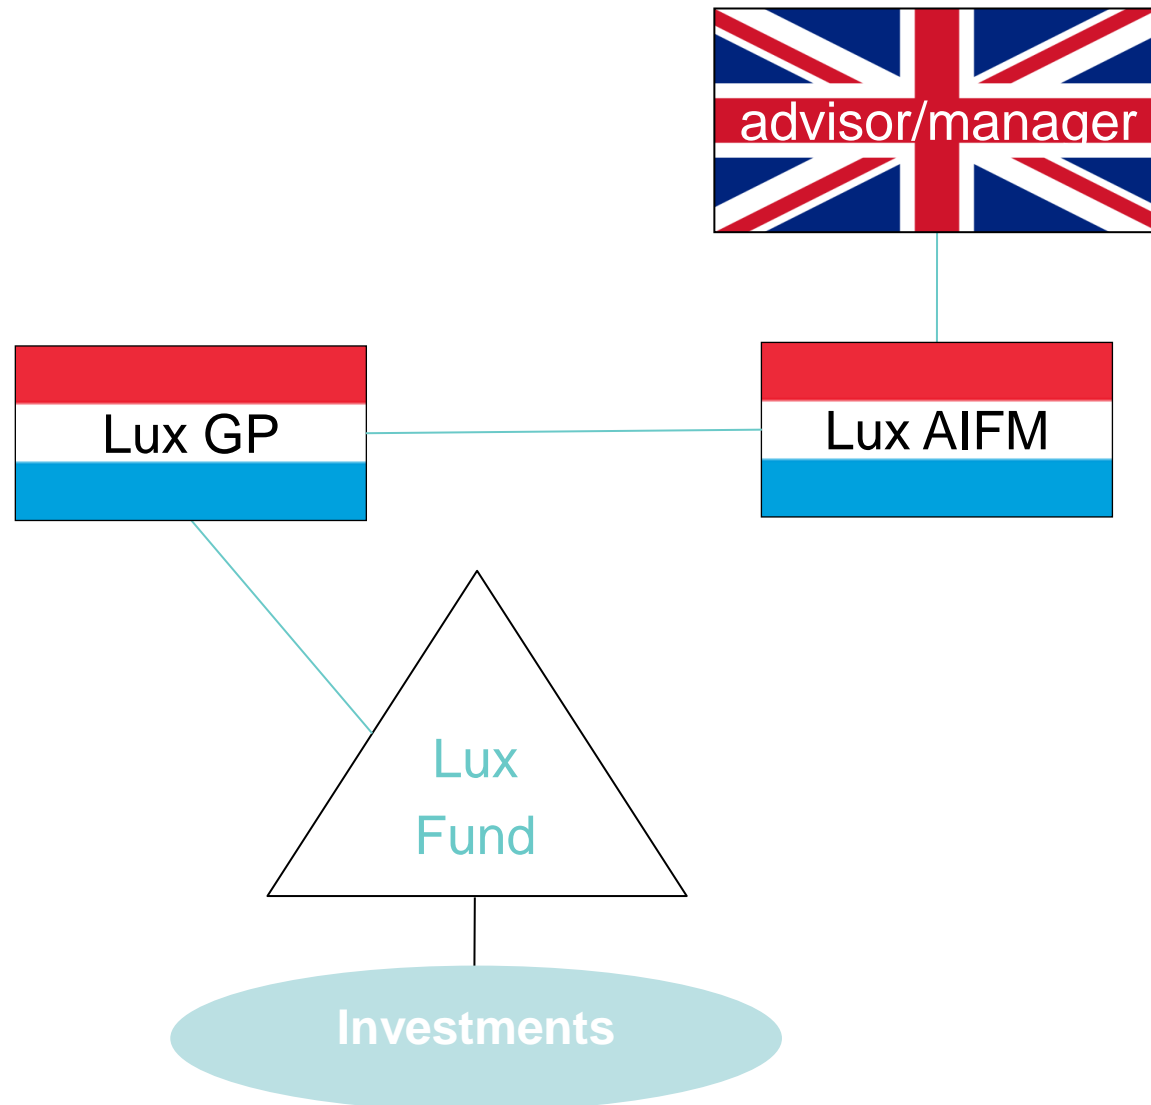 advisor/manager
Lux GP
Lux AIFM
Lux
Fund
Investments